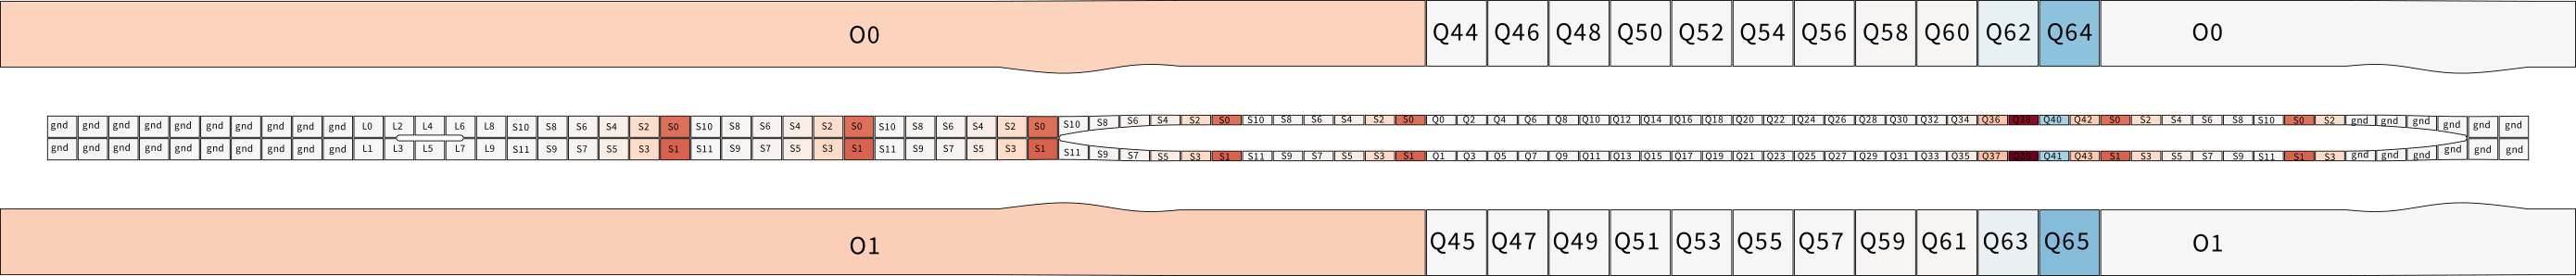 O0 Q44 Q46 Q48 Q50 Q52 Q54 Q56 Q58 Q60 Q62 Q64 O0
gnd gnd gnd gnd gnd gnd gnd gnd gnd gnd L0 L2 L4 L6 L8 S10 S8 S6 S4 S2 S0 S10 S8 S6 S4 S2 S0 S10 S8 S6 S4 S2 S0 S10 S8 S6 S4 S2 S0 S10 S8 S6 S4 S2 S0 Q0 Q2 Q4 Q6 Q8 Q10 Q12 Q14 Q16 Q18 Q20 Q22 Q24 Q26 Q28 Q30 Q32 Q34 Q36 Q38 Q40 Q42 S0 S2 S4 S6 S8 S10 S0 S2 gnd gnd gnd gnd gnd gnd
gnd gnd gnd gnd gnd gnd gnd gnd gnd gnd L1 L3 L5 L7 L9 S11 S9 S7 S5 S3 S1 S11 S9 S7 S5 S3 S1 S11 S9 S7 S5 S3 S1 S11 S9 S7 S5 S3 S1 S11 S9 S7 S5 S3 S1 Q1 Q3 Q5 Q7 Q9 Q11 Q13 Q15 Q17 Q19 Q21 Q23 Q25 Q27 Q29 Q31 Q33 Q35 Q37 Q39 Q41 Q43 S1 S3 S5 S7 S9 S11 S1 S3 gnd gnd gnd gnd gnd gnd
O1 Q45 Q47 Q49 Q51 Q53 Q55 Q57 Q59 Q61 Q63 Q65 O1